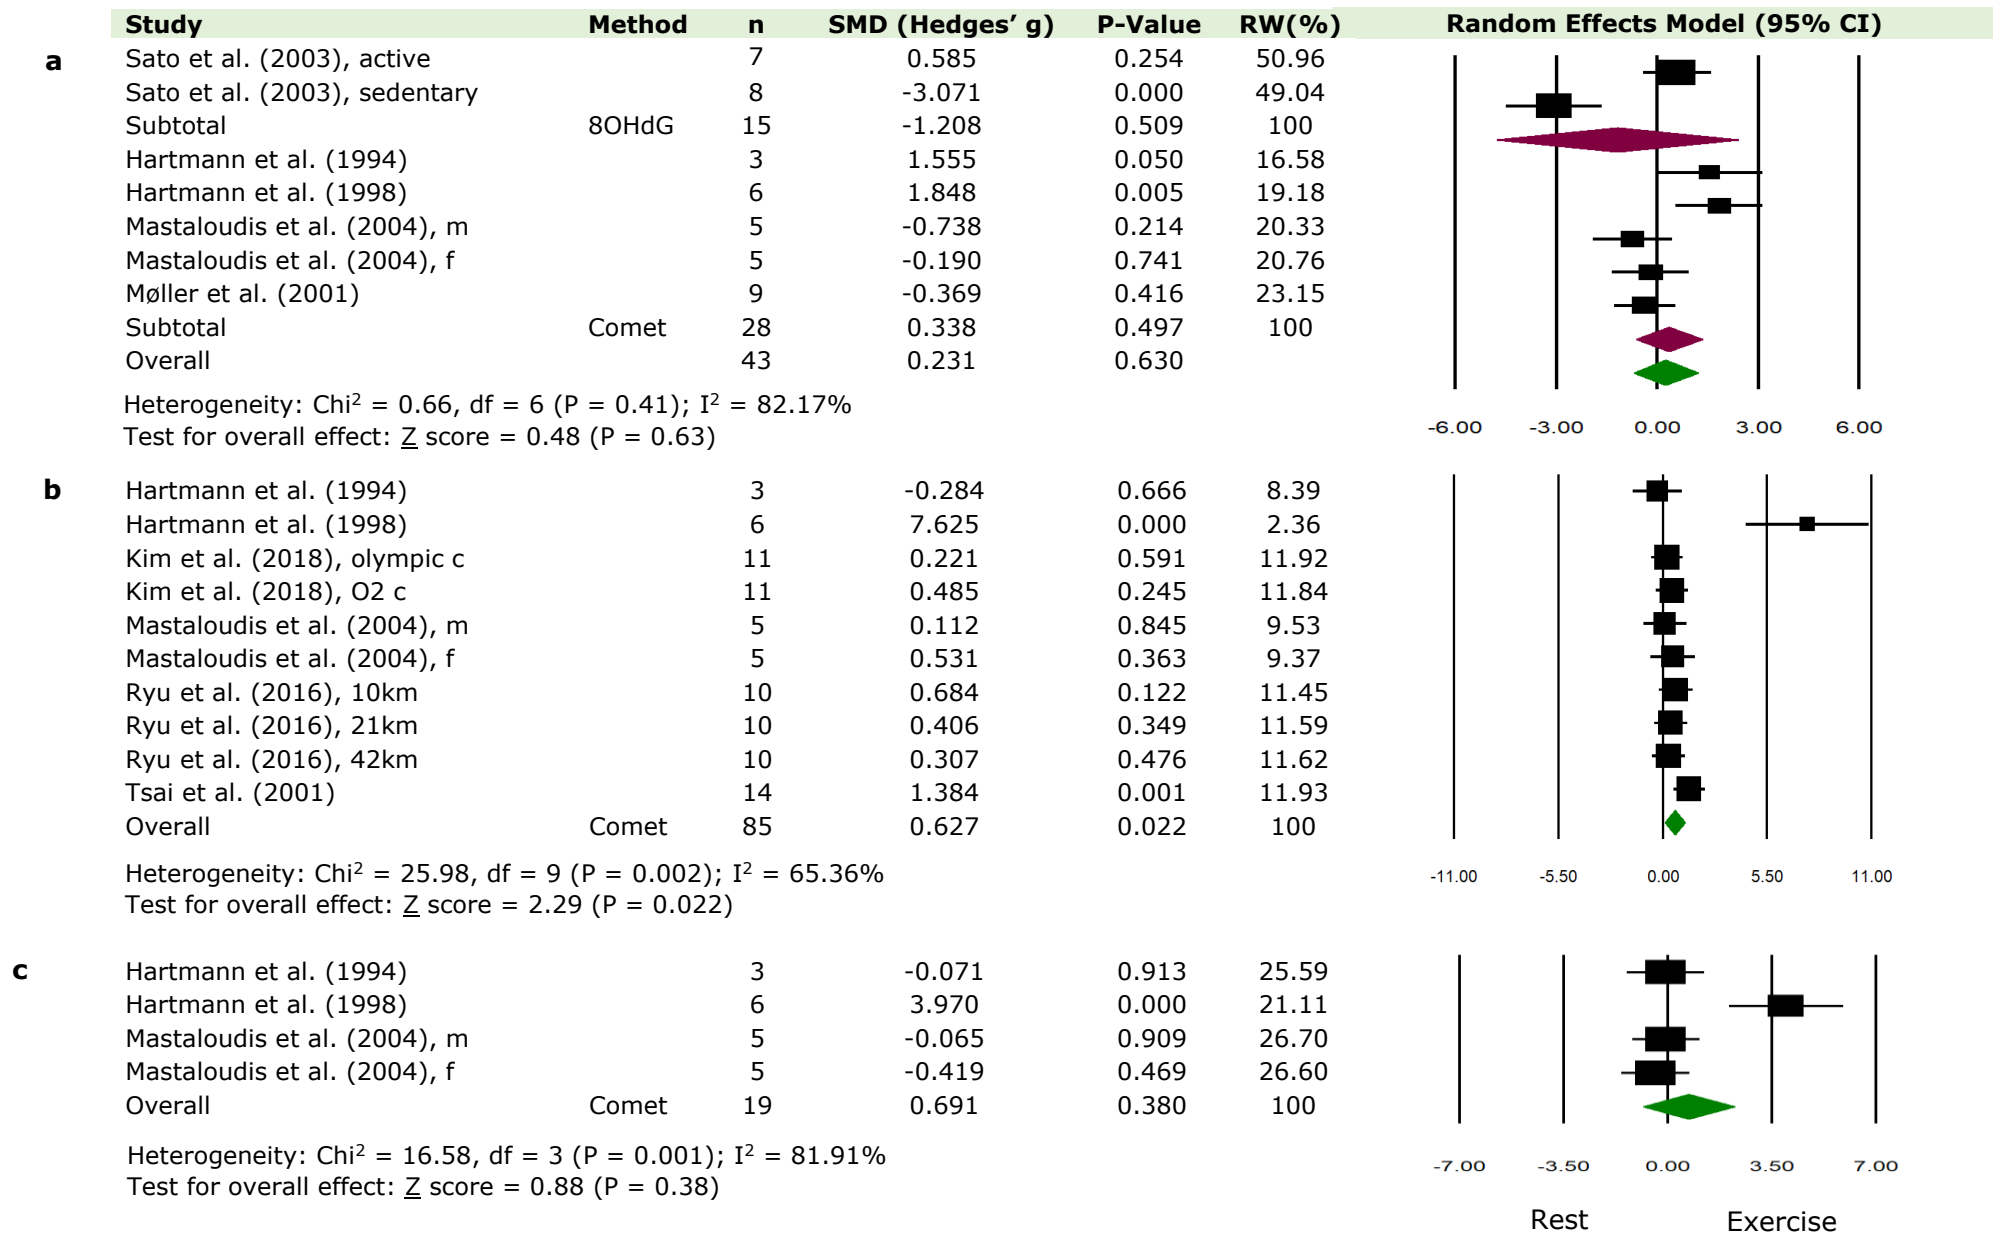 Study Method n SMD (Hedges’ g) P-Value RW(%) Random Effects Model (95% CI)
a Sato et al. (2003), active 7 0.585 0.254 50.96
Sato et al. (2003), sedentary 8 -3.071 0.000 49.04
Subtotal 8OHdG 15 -1.208 0.509 100
Hartmann et al. (1994) 3 1.555 0.050 16.58
Hartmann et al. (1998) 6 1.848 0.005 19.18
Mastaloudis et al. (2004), m 5 -0.738 0.214 20.33
Mastaloudis et al. (2004), f 5 -0.190 0.741 20.76
Møller et al. (2001) 9 -0.369 0.416 23.15
Subtotal Comet 28 0.338 0.497 100
Overall 43 0.231 0.630
Heterogeneity: Chi² = 0.66, df = 6 (P = 0.41); I² = 82.17%
Test for overall effect: Z score = 0.48 (P = 0.63)
-6.00 -3.00 0.00 3.00 6.00
b Hartmann et al. (1994) 3 -0.284 0.666 8.39
Hartmann et al. (1998) 6 7.625 0.000 2.36
Kim et al. (2018), olympic c 11 0.221 0.591 11.92
Kim et al. (2018), O2 c 11 0.485 0.245 11.84
Mastaloudis et al. (2004), m 5 0.112 0.845 9.53
Mastaloudis et al. (2004), f 5 0.531 0.363 9.37
Ryu et al. (2016), 10km 10 0.684 0.122 11.45
Ryu et al. (2016), 21km 10 0.406 0.349 11.59
Ryu et al. (2016), 42km 10 0.307 0.476 11.62
Tsai et al. (2001) 14 1.384 0.001 11.93
Overall Comet 85 0.627 0.022 100
Heterogeneity: Chi² = 25.98, df = 9 (P = 0.002); I² = 65.36%
-11.00 -5.50 0.00 5.50 11.00
Test for overall effect: Z score = 2.29 (P = 0.022)
c Hartmann et al. (1994) 3 -0.071 0.913 25.59
Hartmann et al. (1998) 6 3.970 0.000 21.11
Mastaloudis et al. (2004), m 5 -0.065 0.909 26.70
Mastaloudis et al. (2004), f 5 -0.419 0.469 26.60
Overall Comet 19 0.691 0.380 100
Heterogeneity: Chi² = 16.58, df = 3 (P = 0.001); I² = 81.91%
-7.00 -3.50 0.00 3.50 7.00
Test for overall effect: Z score = 0.88 (P = 0.38)
Rest Exercise